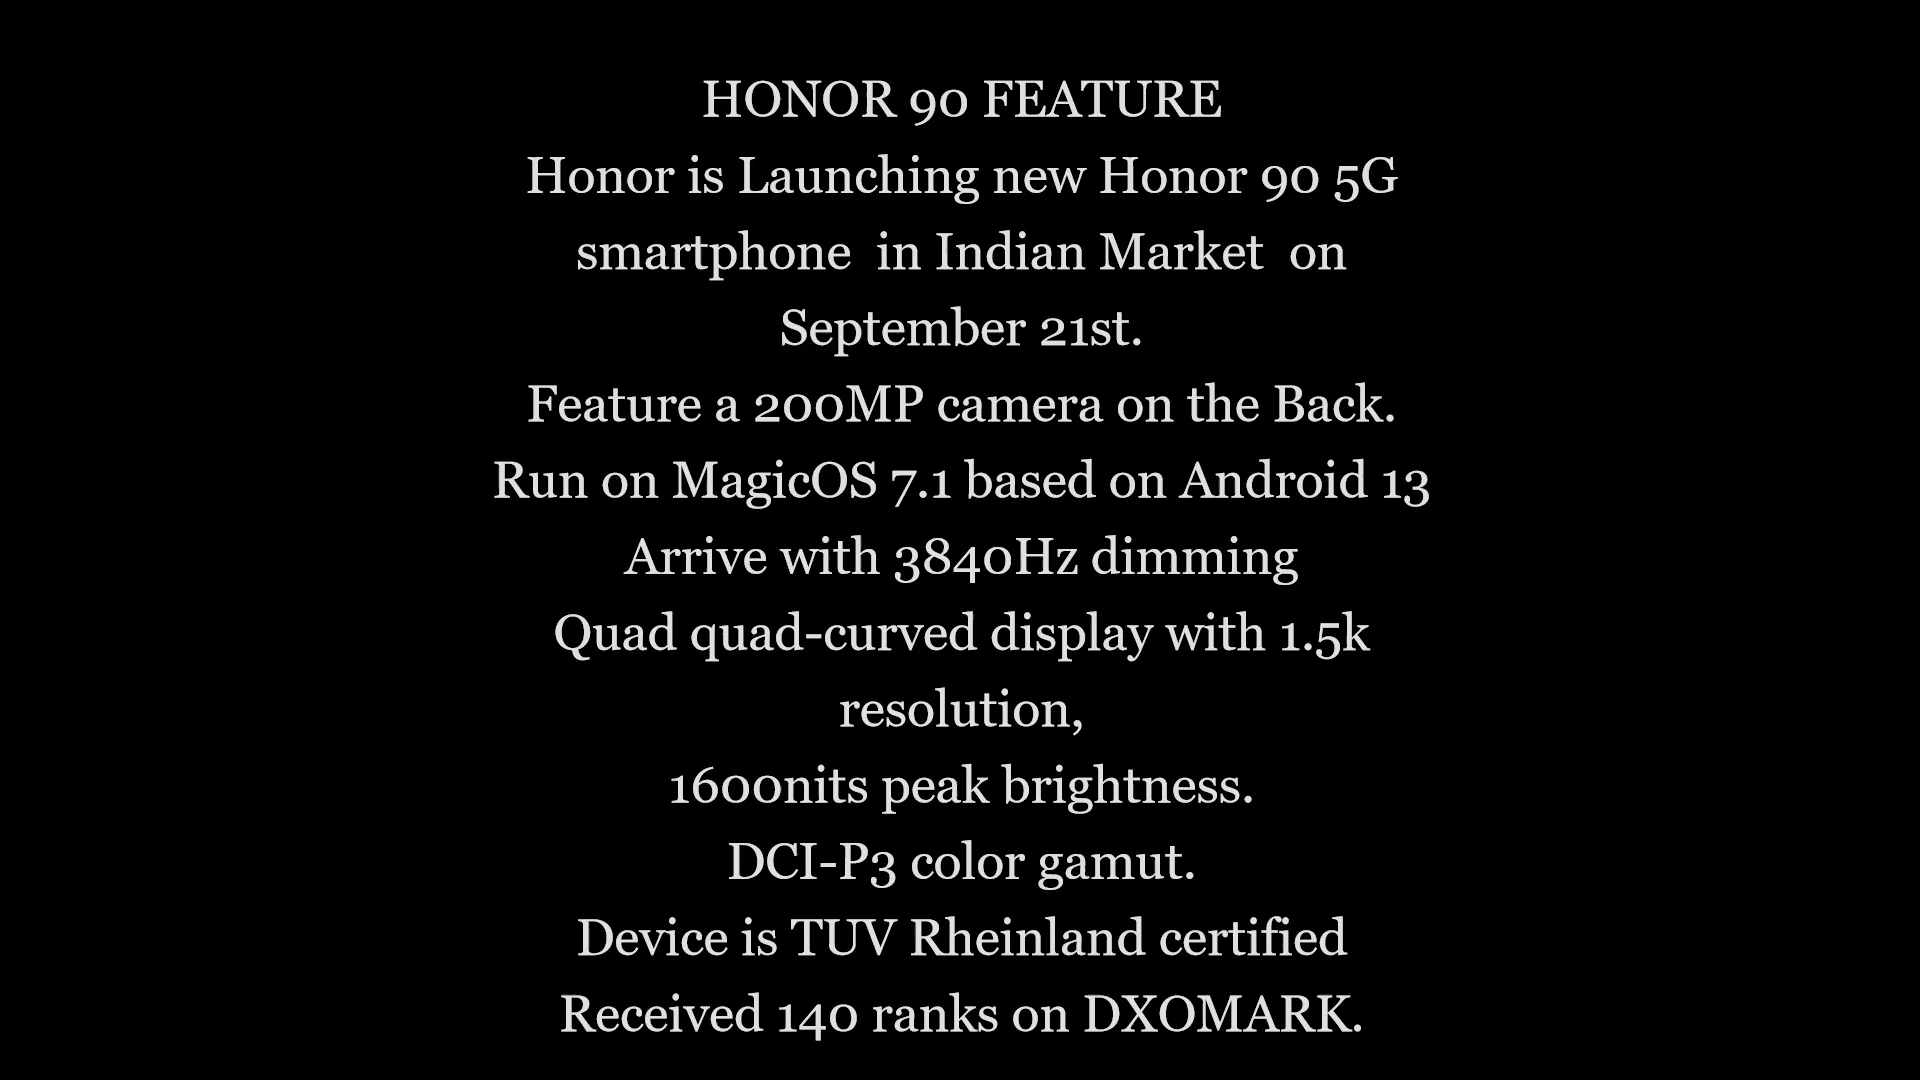 HONOR 90 FEATURE
Honor is Launching new Honor 90 5G
smartphone  in Indian Market  on
September 21st.
Feature a 200MP camera on the Back.
Run on MagicOS 7.1 based on Android 13
Arrive with 3840Hz dimming
Quad quad-curved display with 1.5k
resolution,
1600nits peak brightness.
DCI-P3 color gamut.
Device is TUV Rheinland certified
Received 140 ranks on DXOMARK.